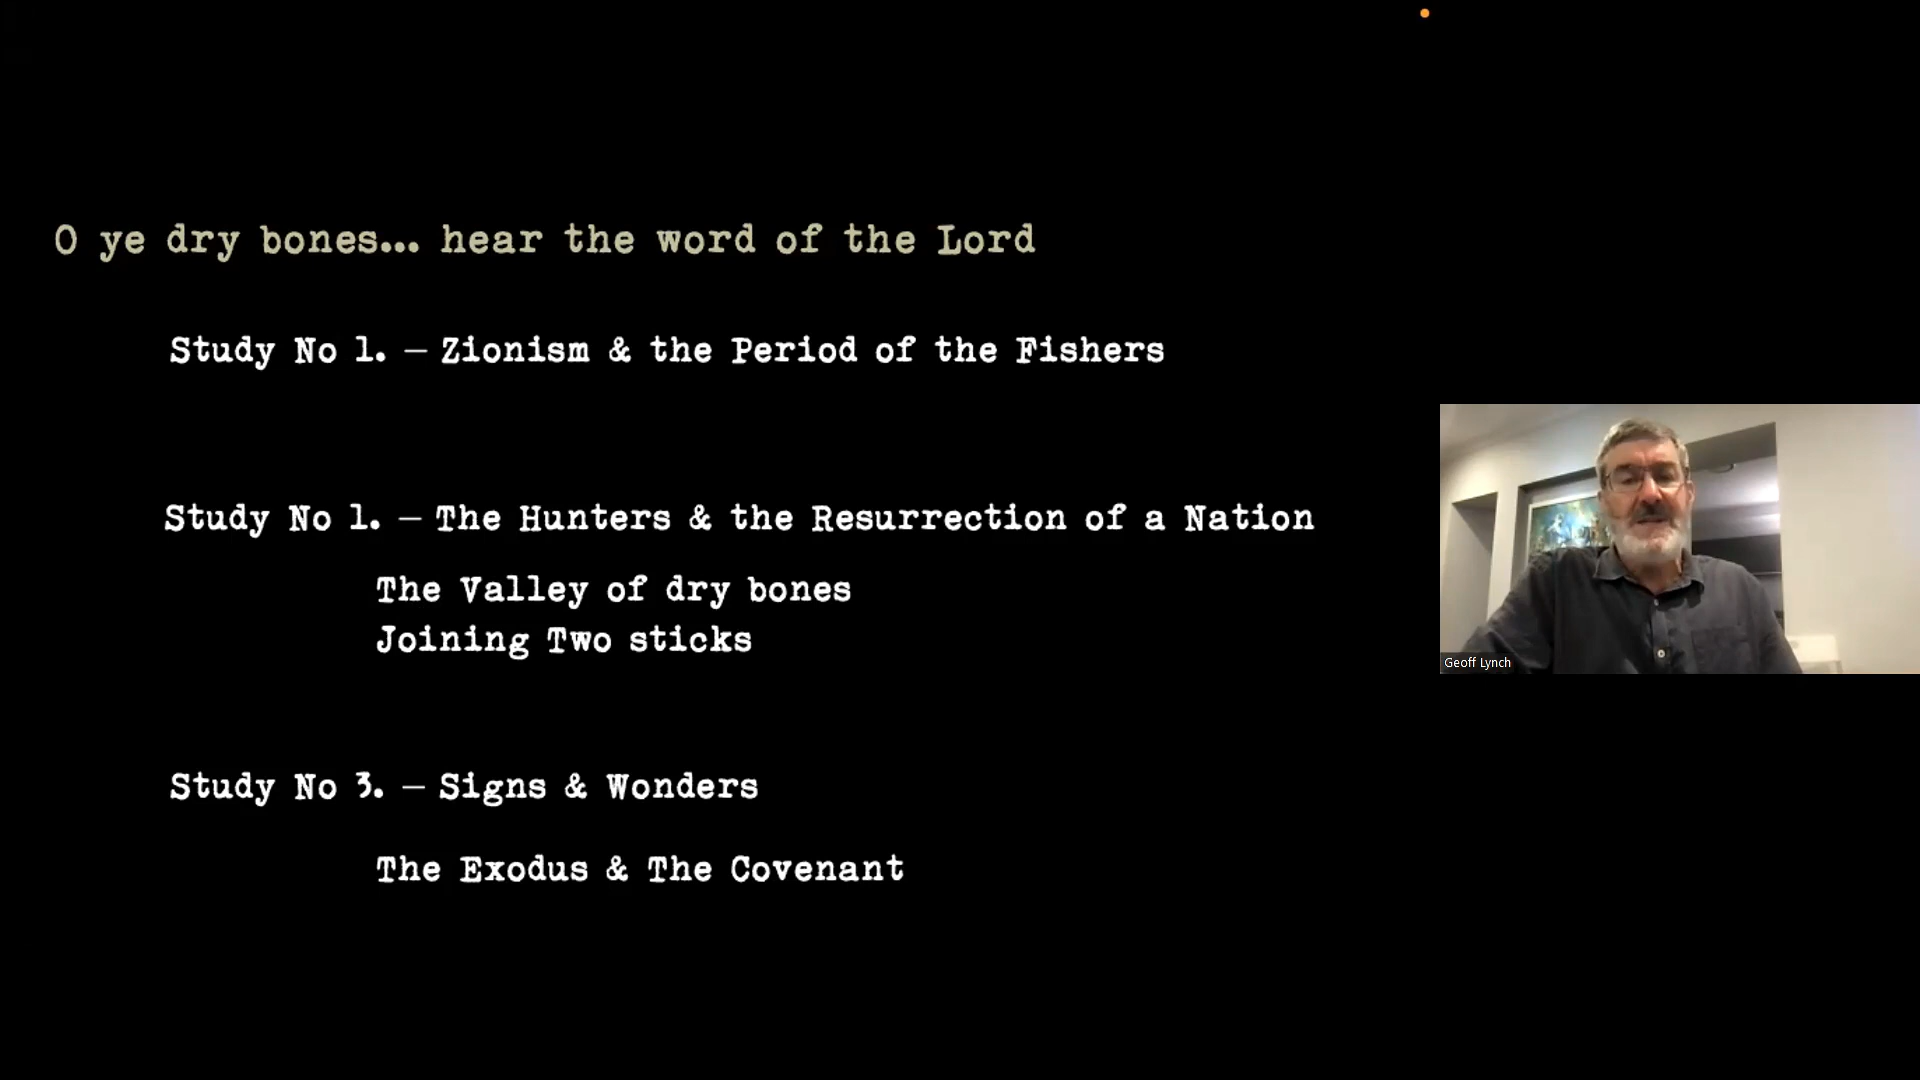 O ye dry bones... hear the word of the Lord
Study No 1. – Zionism & the Period of the Fishers
Study No 1. – The Hunters & the Resurrection of a Nation
The Valley of dry bones
Joining Two sticks
Geoff Lynch
Study No 3. – Signs & Wonders
The Exodus & The Covenant